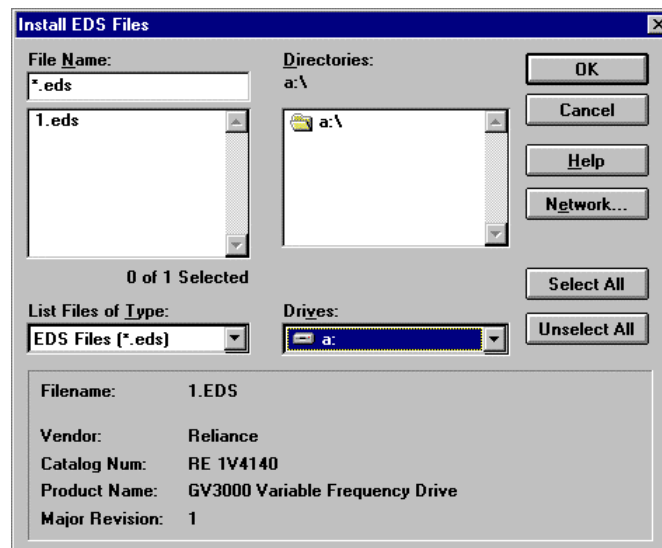 Install EDS Files
File Name:
*.eds
1.eds
0 of 1 Selected
List Files of Type:
EDS Files (*.eds)
Directories:
a:\
a:\
Drives:
a:
OK
Cancel
Help
Network...
Select All
Unselect All
Filename: 1.EDS
Vendor: Reliance
Catalog Num: RE 1V4140
Product Name: GV3000 Variable Frequency Drive
Major Revision: 1